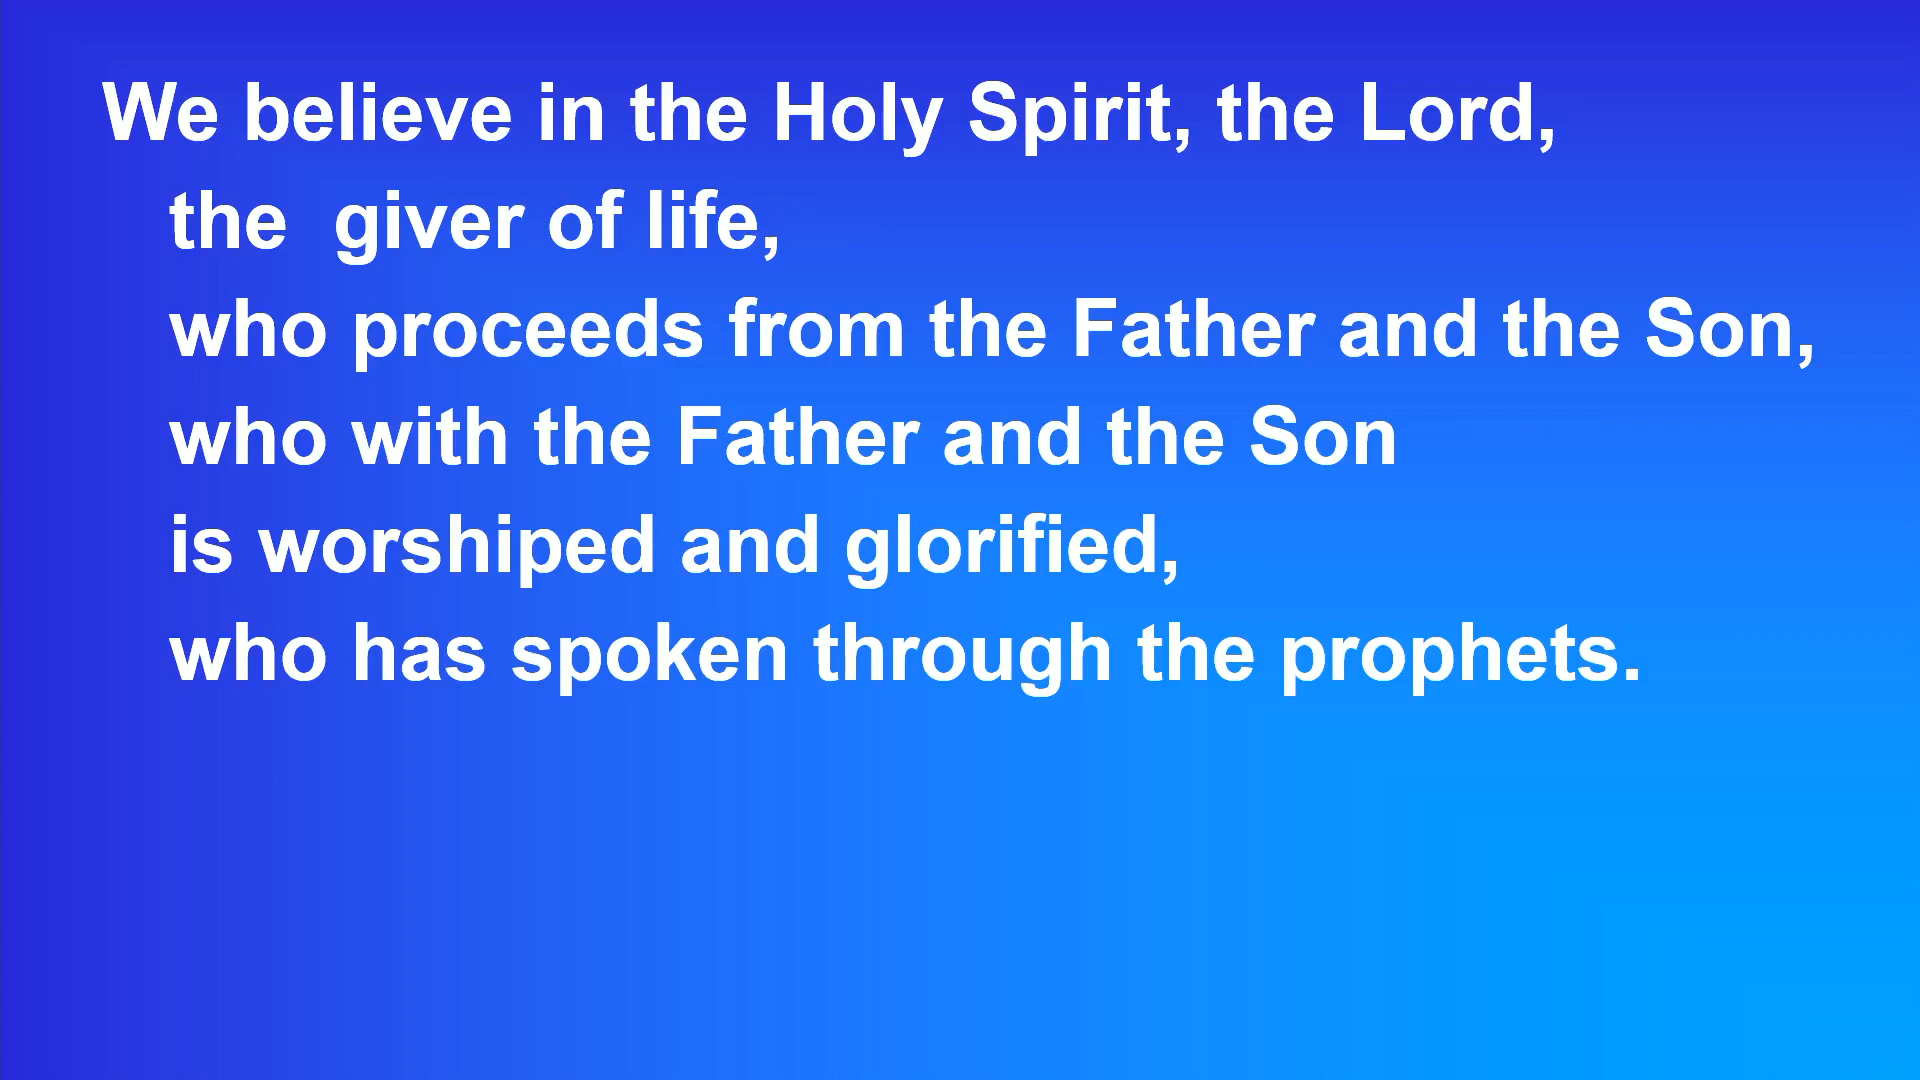 We believe in the Holy Spirit, the Lord,
the  giver of life,
who proceeds from the Father and the Son,
who with the Father and the Son
is worshiped and glorified,
who has spoken through the prophets.